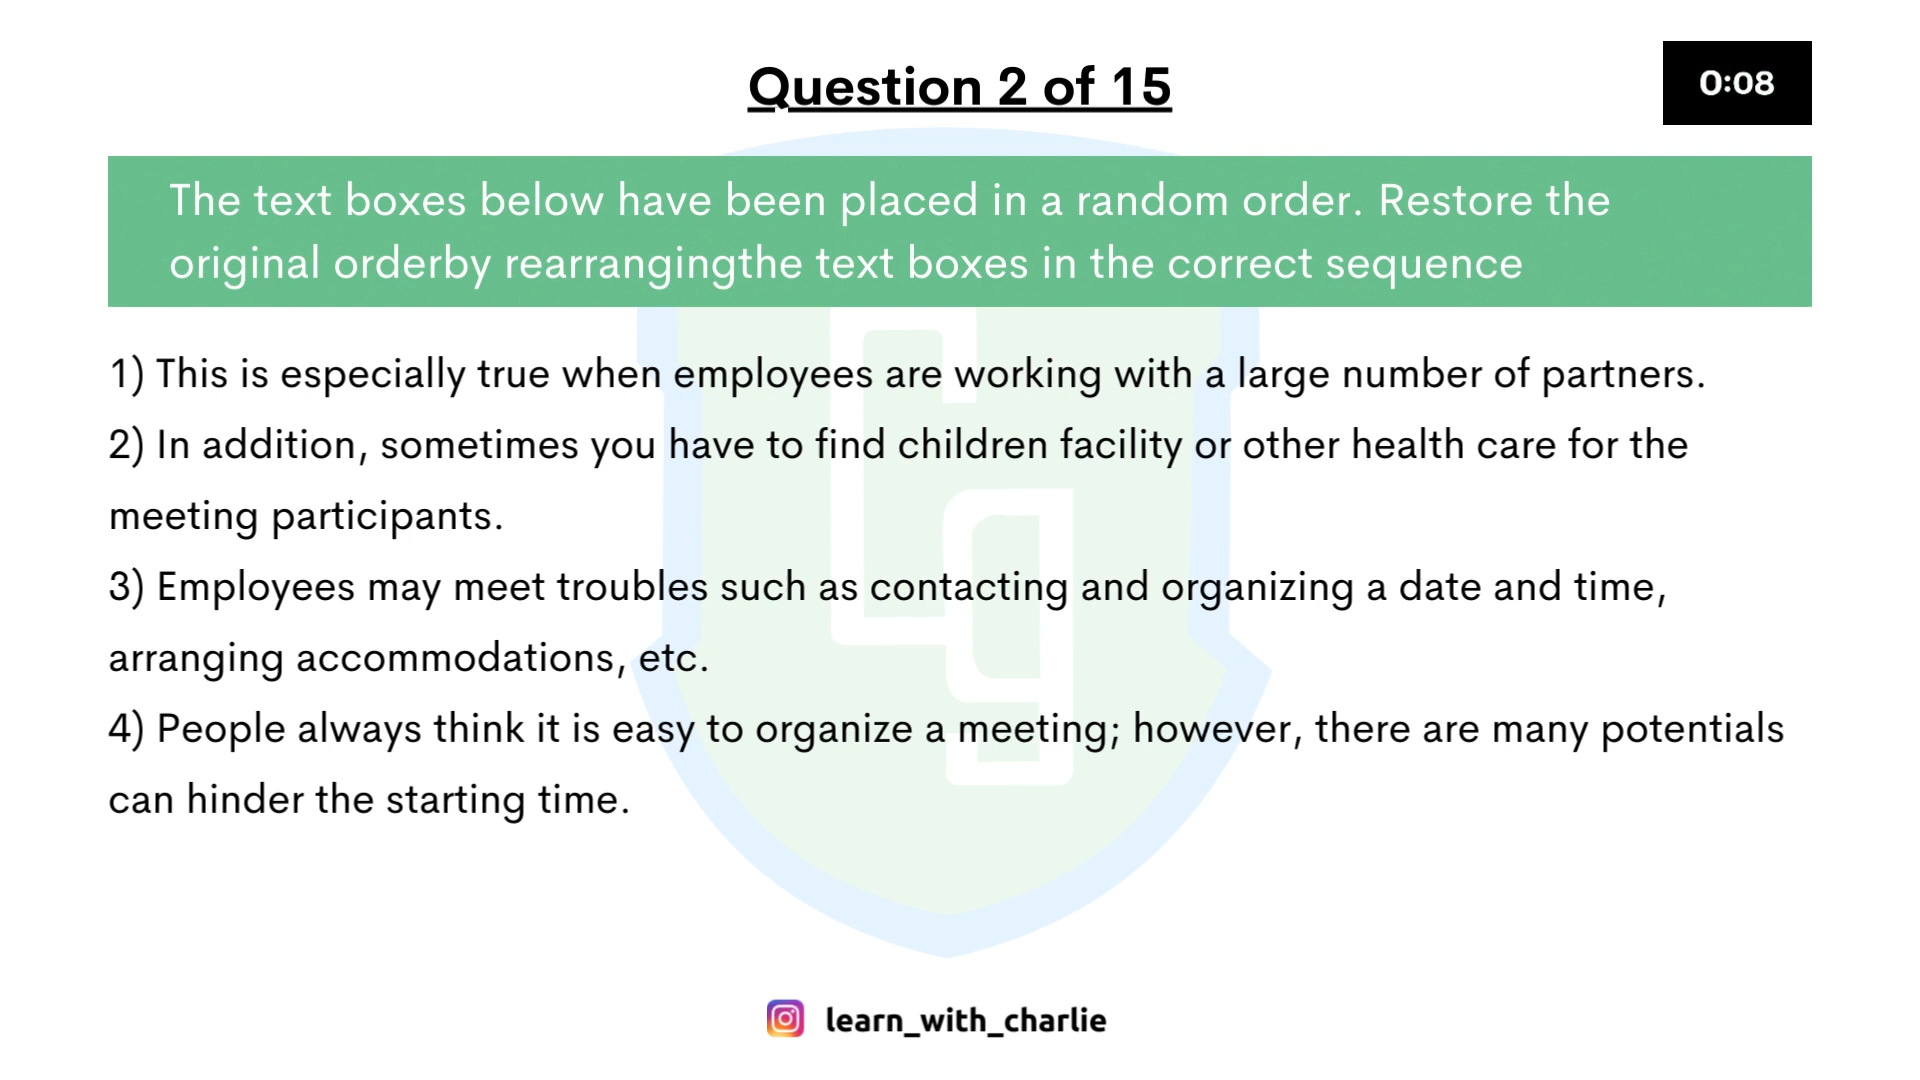 Question 2 of 15
0:08
The text boxes below have been placed in a random order. Restore the
original orderby rearrangingthe text boxes in the correct sequence
1) This is especially true when employees are working with a large number of partners.
2) In addition, sometimes you have to find children facility or other health care for the
meeting participants.
3) Employees may meet troubles such as contacting and organizing a date and time,
arranging accommodations, etc.
4) People always think it is easy to organize a meeting; however, there are many potentials
can hinder the starting time.
learn_with_charlie